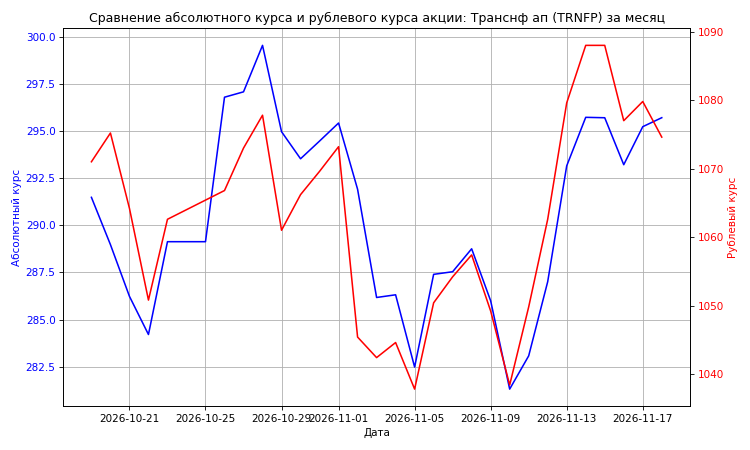 Сравнение абсолютного курса и рублевого курса акции: Транснф ап (TRNFP) за месяц
300.0
297.5
295.0
292.5
290.0
287.5
285.0
282.5
Абсолютный курс
1090
1080
1070
1060
1050
1040
Рублевый курс
2026-10-21 2026-10-25 2026-10-29 2026-11-01 2026-11-05 2026-11-09 2026-11-13 2026-11-17
Дата